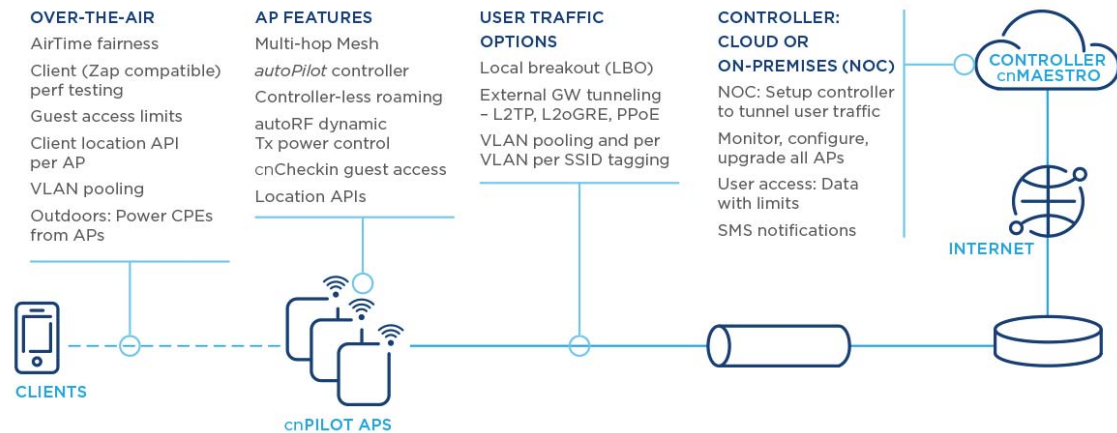 OVER-THE-AIR
AirTime fairness
Client (Zap compatible)
perf testing
Guest access limits
Client location API
per AP
VLAN pooling
Outdoors: Power CPEs
from APs
AP FEATURES
Multi-hop Mesh
autoPilot controller
Controller-less roaming
autoRF dynamic
Tx power control
cnCheckin guest access
Location APIs
USER TRAFFIC
OPTIONS
Local breakout (LBO)
External GW tunneling
– L2TP, L2oGRE, PPoE
VLAN pooling and per
VLAN per SSID tagging
CONTROLLER:
CLOUD OR
ON-PREMISES (NOC)
NOC: Setup controller
to tunnel user traffic
Monitor, configure,
upgrade all APs
User access: Data
with limits
SMS notifications
CONTROLLER
cnMAESTRO
INTERNET
CLIENTS
cnPILOT APS